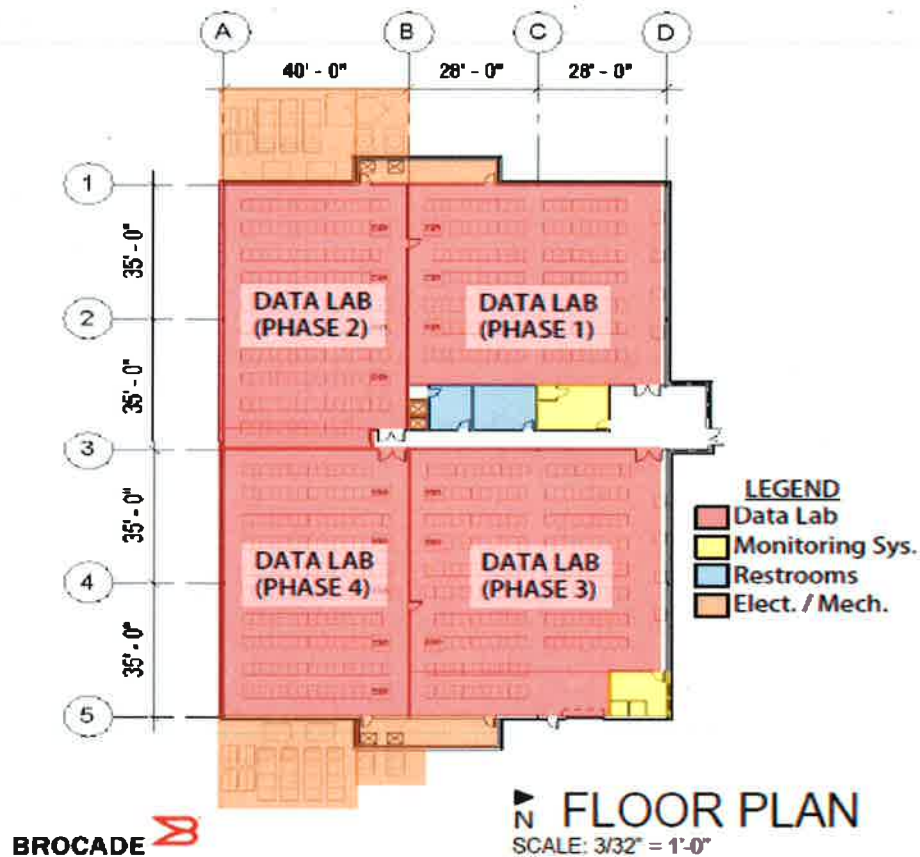 A
B
C
D
40' - 0"
28' - 0"
28' - 0"
1
2
3
4
5
35' - 0"
35' - 0"
35' - 0"
35' - 0"
DATA LAB
(PHASE 2)
DATA LAB
(PHASE 1)
DATA LAB
(PHASE 4)
DATA LAB
(PHASE 3)
LEGEND
Data Lab
Monitoring Sys.
Restrooms
Elect. / Mech.
BROCADE
N
FLOOR PLAN
SCALE: 3/32" = 1'-0"